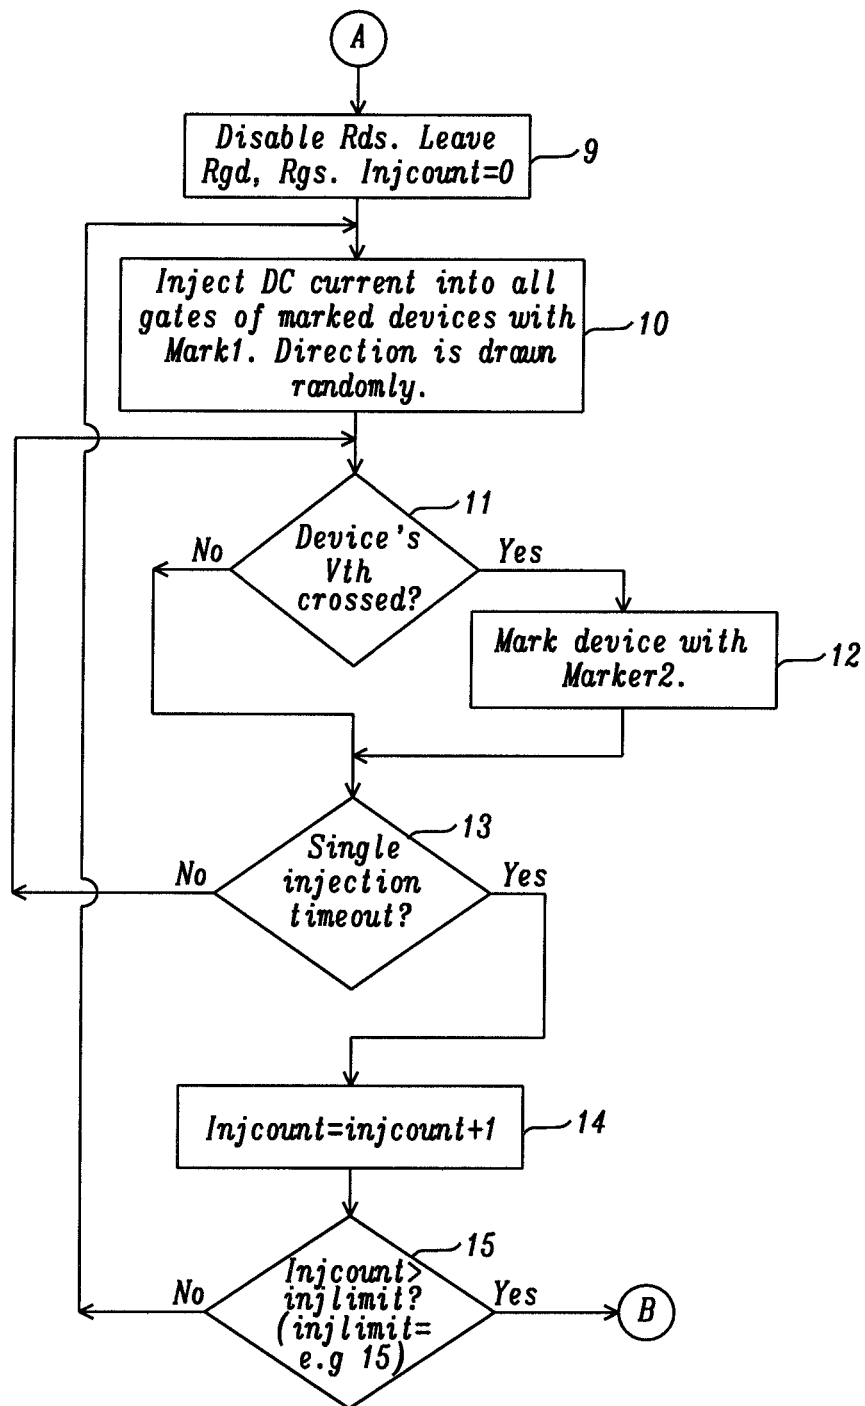 A
Disable Rds. Leave
Rgd, Rgs. Injcount=0
9
Inject DC current into all
gates of marked devices with
Mark1. Direction is drawn
randomly.
10
11
Device's
Vth
crossed?
No
Yes
Mark device with
Marker2.
12
13
Single
injection
timeout?
No
Yes
Injcount=injcount+1
14
15
Injcount>
injlimit?
(injlimit=
e.g 15)
No
Yes
B